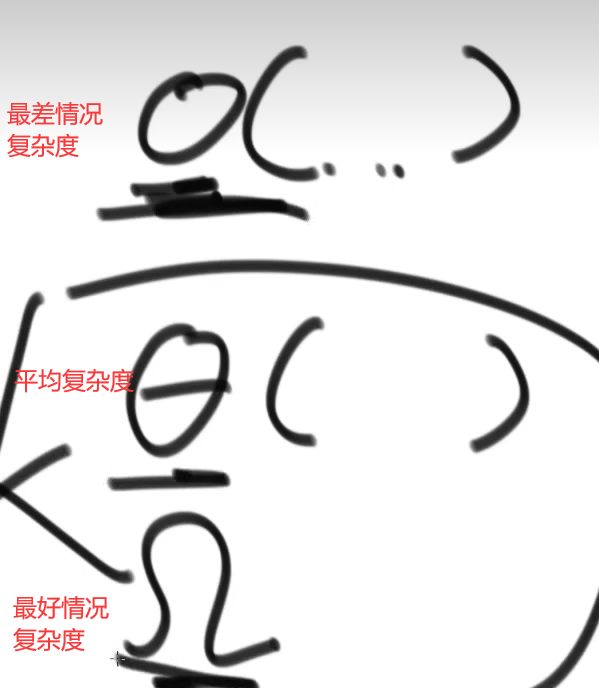 最差情况
复杂度
O(......)
平均复杂度
θ( )
最好情况
复杂度
Ω